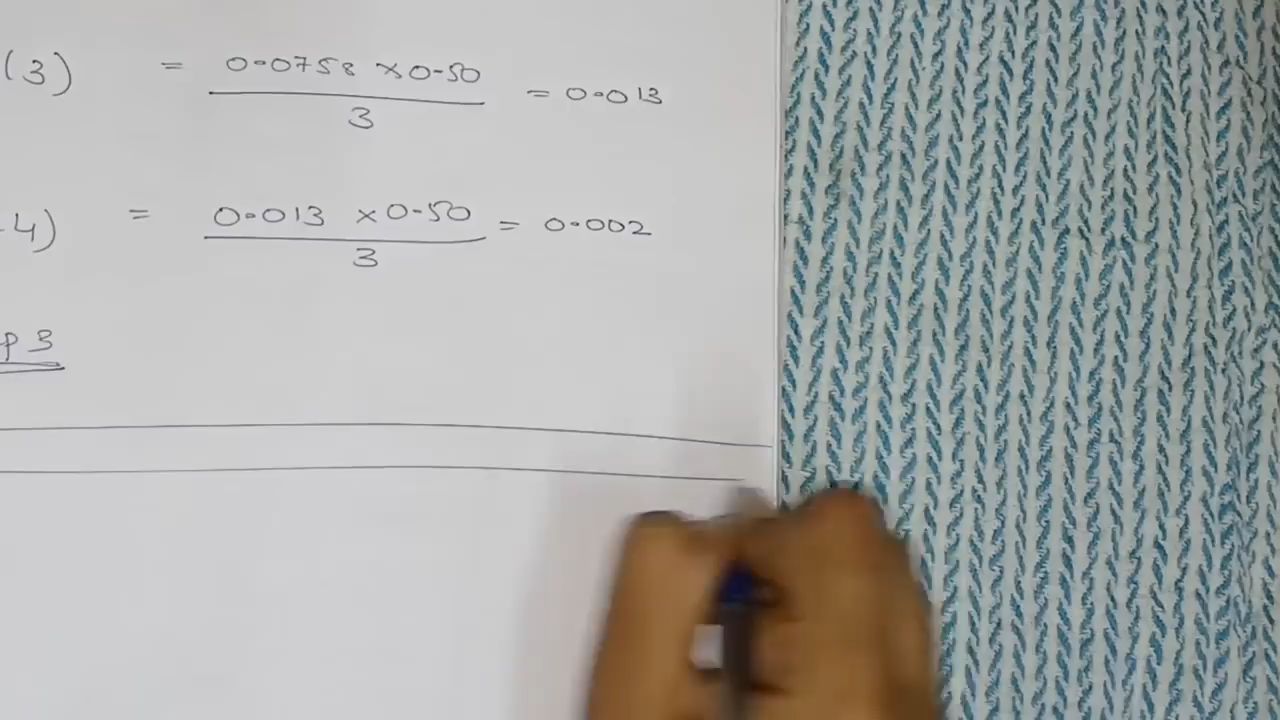 (3) = 0.0758 × 0.50 / 3 = 0.013
4) = 0.013 × 0.50 / 3 = 0.002
p 3